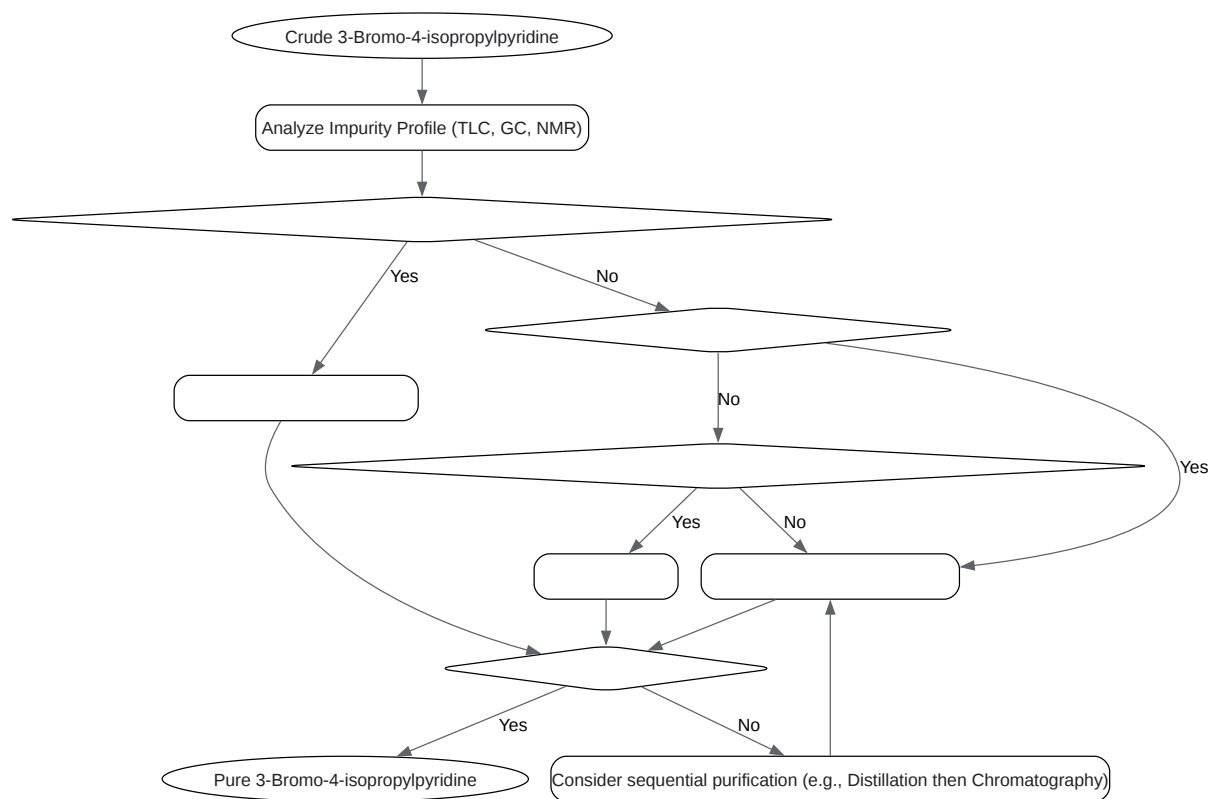 Crude 3-Bromo-4-isopropylpyridine
Analyze Impurity Profile (TLC, GC, NMR)
Yes
No
No
Yes
Yes
No
Yes
No
Pure 3-Bromo-4-isopropylpyridine
Consider sequential purification (e.g., Distillation then Chromatography)